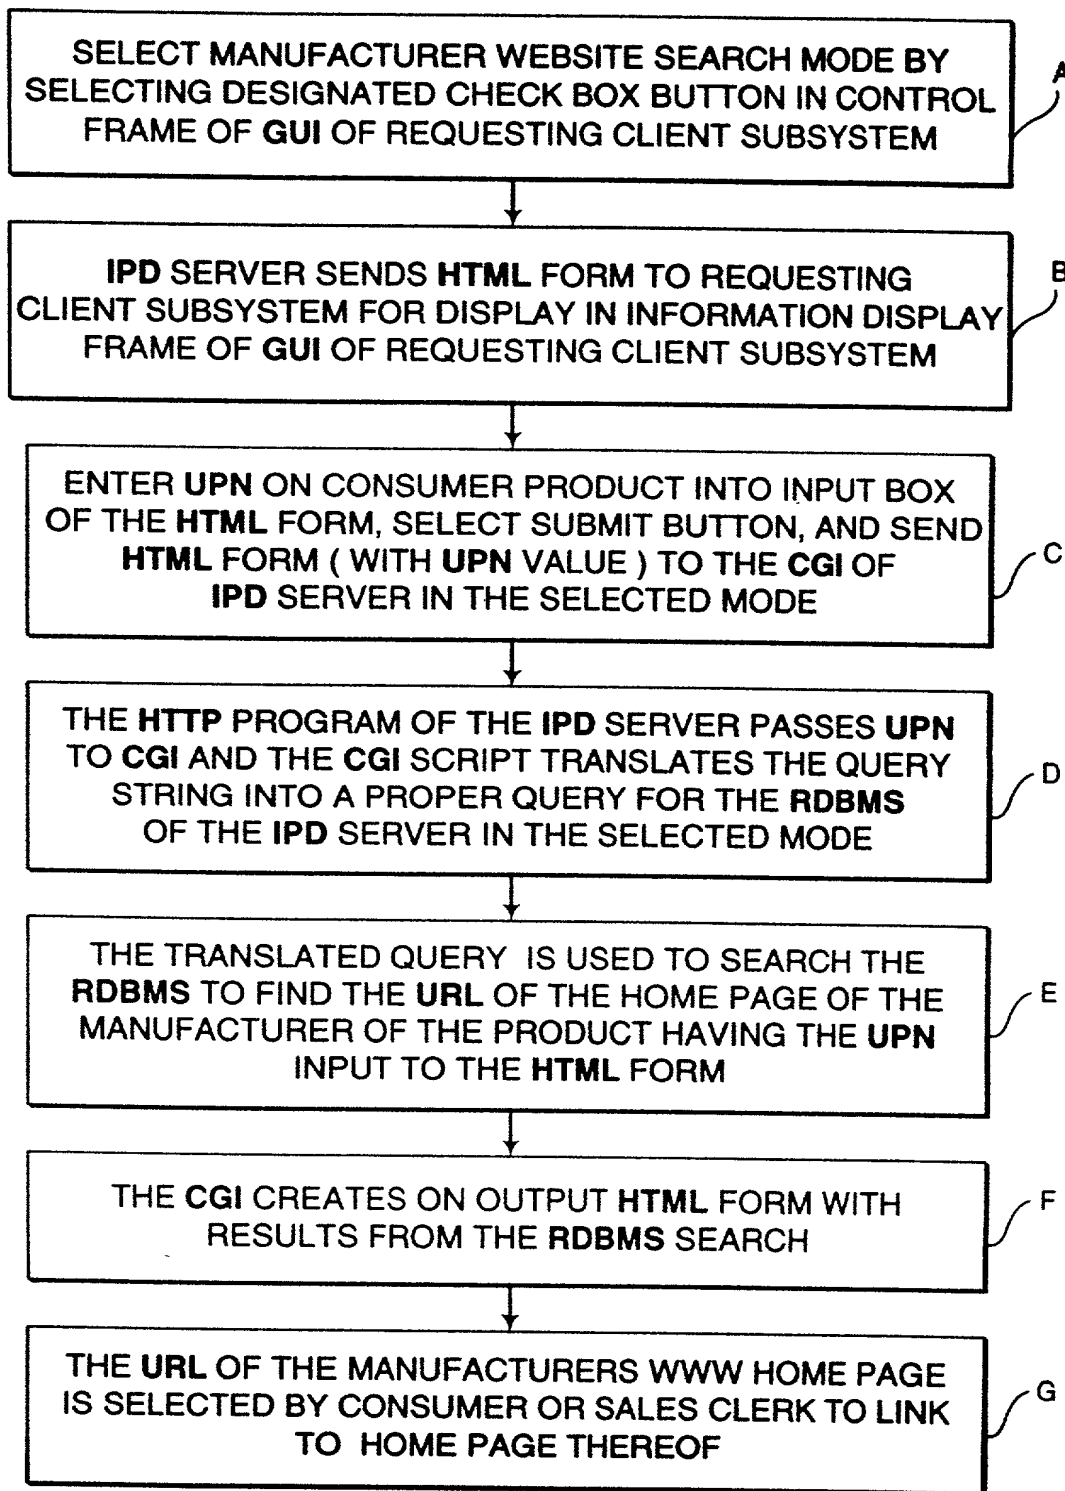 SELECT MANUFACTURER WEBSITE SEARCH MODE BY
SELECTING DESIGNATED CHECK BOX BUTTON IN CONTROL
FRAME OF GUI OF REQUESTING CLIENT SUBSYSTEM
A
IPD SERVER SENDS HTML FORM TO REQUESTING
CLIENT SUBSYSTEM FOR DISPLAY IN INFORMATION DISPLAY
FRAME OF GUI OF REQUESTING CLIENT SUBSYSTEM
B
ENTER UPN ON CONSUMER PRODUCT INTO INPUT BOX
OF THE HTML FORM, SELECT SUBMIT BUTTON, AND SEND
HTML FORM ( WITH UPN VALUE ) TO THE CGI OF
IPD SERVER IN THE SELECTED MODE
C
THE HTTP PROGRAM OF THE IPD SERVER PASSES UPN
TO CGI AND THE CGI SCRIPT TRANSLATES THE QUERY
STRING INTO A PROPER QUERY FOR THE RDBMS
OF THE IPD SERVER IN THE SELECTED MODE
D
THE TRANSLATED QUERY IS USED TO SEARCH THE
RDBMS TO FIND THE URL OF THE HOME PAGE OF THE
MANUFACTURER OF THE PRODUCT HAVING THE UPN
INPUT TO THE HTML FORM
E
THE CGI CREATES ON OUTPUT HTML FORM WITH
RESULTS FROM THE RDBMS SEARCH
F
THE URL OF THE MANUFACTURERS WWW HOME PAGE
IS SELECTED BY CONSUMER OR SALES CLERK TO LINK
TO HOME PAGE THEREOF
G